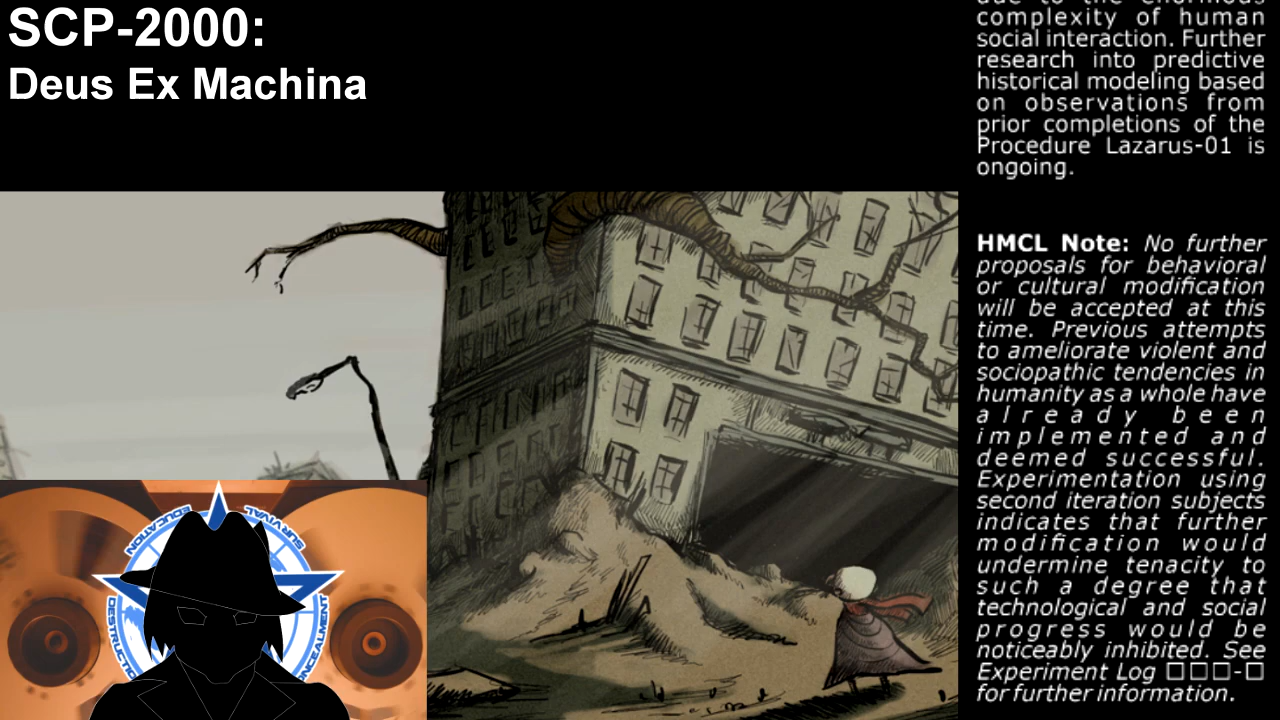 SCP-2000:
Deus Ex Machina
due to the enormous
complexity of human
social interaction. Further
research into predictive
historical modeling based
on observations from
prior completions of the
Procedure Lazarus-01 is
ongoing.
HMCL Note: No further
proposals for behavioral
or cultural modification
will be accepted at this
time. Previous attempts
to ameliorate violent and
sociopathic tendencies in
humanity as a whole have
already been
implemented and
deemed successful.
Experimentation using
second iteration subjects
indicates that further
modification would
undermine tenacity to
such a degree that
technological and social
progress would be
noticeably inhibited. See
Experiment Log □□□-□
for further information.
EDUCATION
SURVIVAL